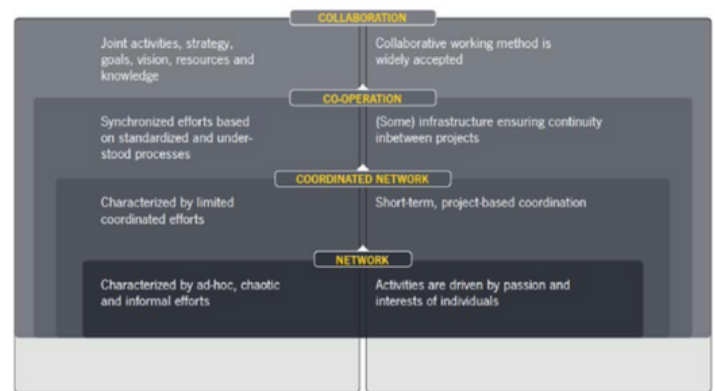 COLLABORATION
Joint activities, strategy,
goals, vision, resources and
knowledge
Collaborative working method is
widely accepted
CO-OPERATION
Synchronized efforts based
on standardized and under-
stood processes
(Some) infrastructure ensuring continuity
inbetween projects
COORDINATED NETWORK
Characterized by limited
coordinated efforts
Short-term, project-based coordination
NETWORK
Characterized by ad-hoc, chaotic
and informal efforts
Activities are driven by passion and
interests of individuals